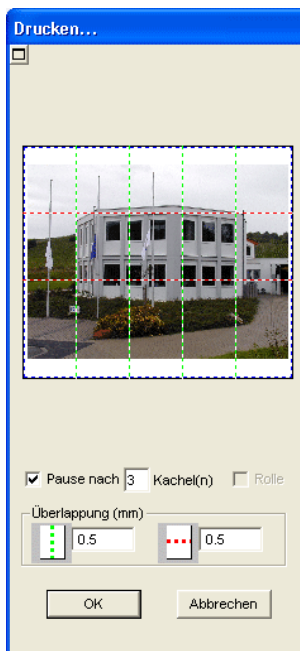 Drucken...
Pause nach 3 Kachel(n) Rolle
Überlappung (mm)
0.5 0.5
OK Abbrechen